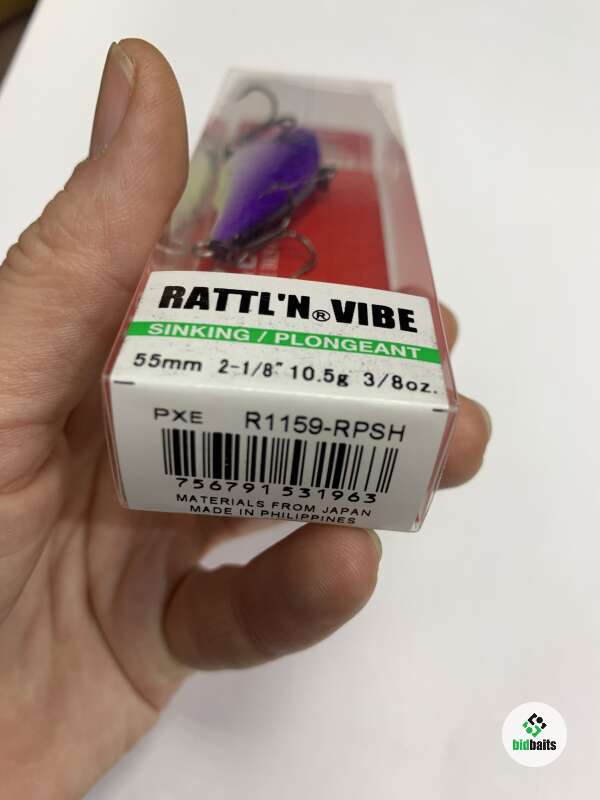 RATTL'N® VIBE
SINKING / PLONGEANT
55mm 2-1/8" 10.5g 3/8oz.
PXE R1159-RPSH
756791 531963
MATERIALS FROM JAPAN
MADE IN PHILIPPINES
bidbaits